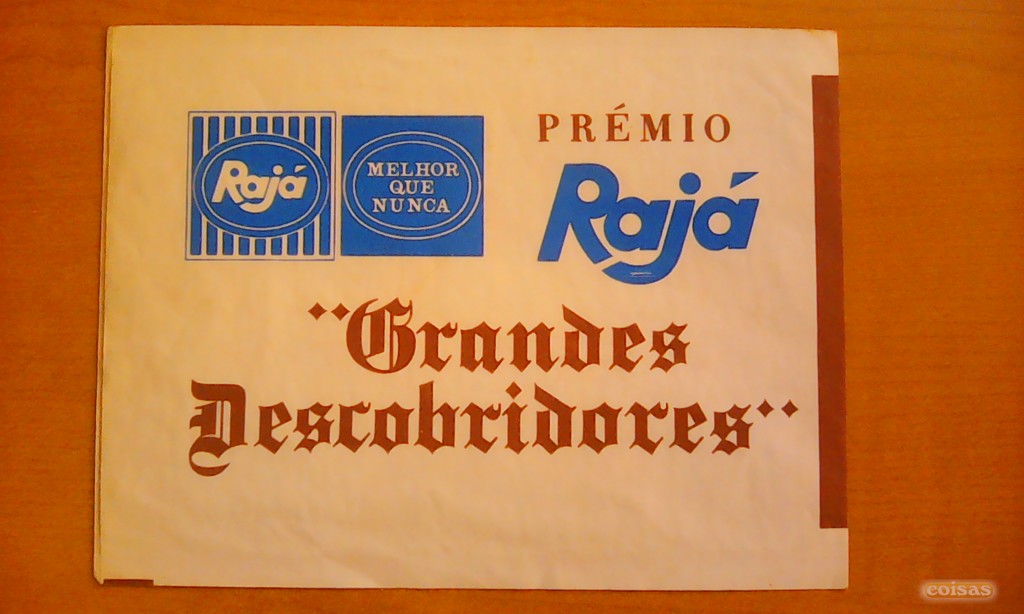 Rajá
MELHOR
QUE
NUNCA
PRÉMIO
Rajá
"Grandes
Descobridores"
coisas